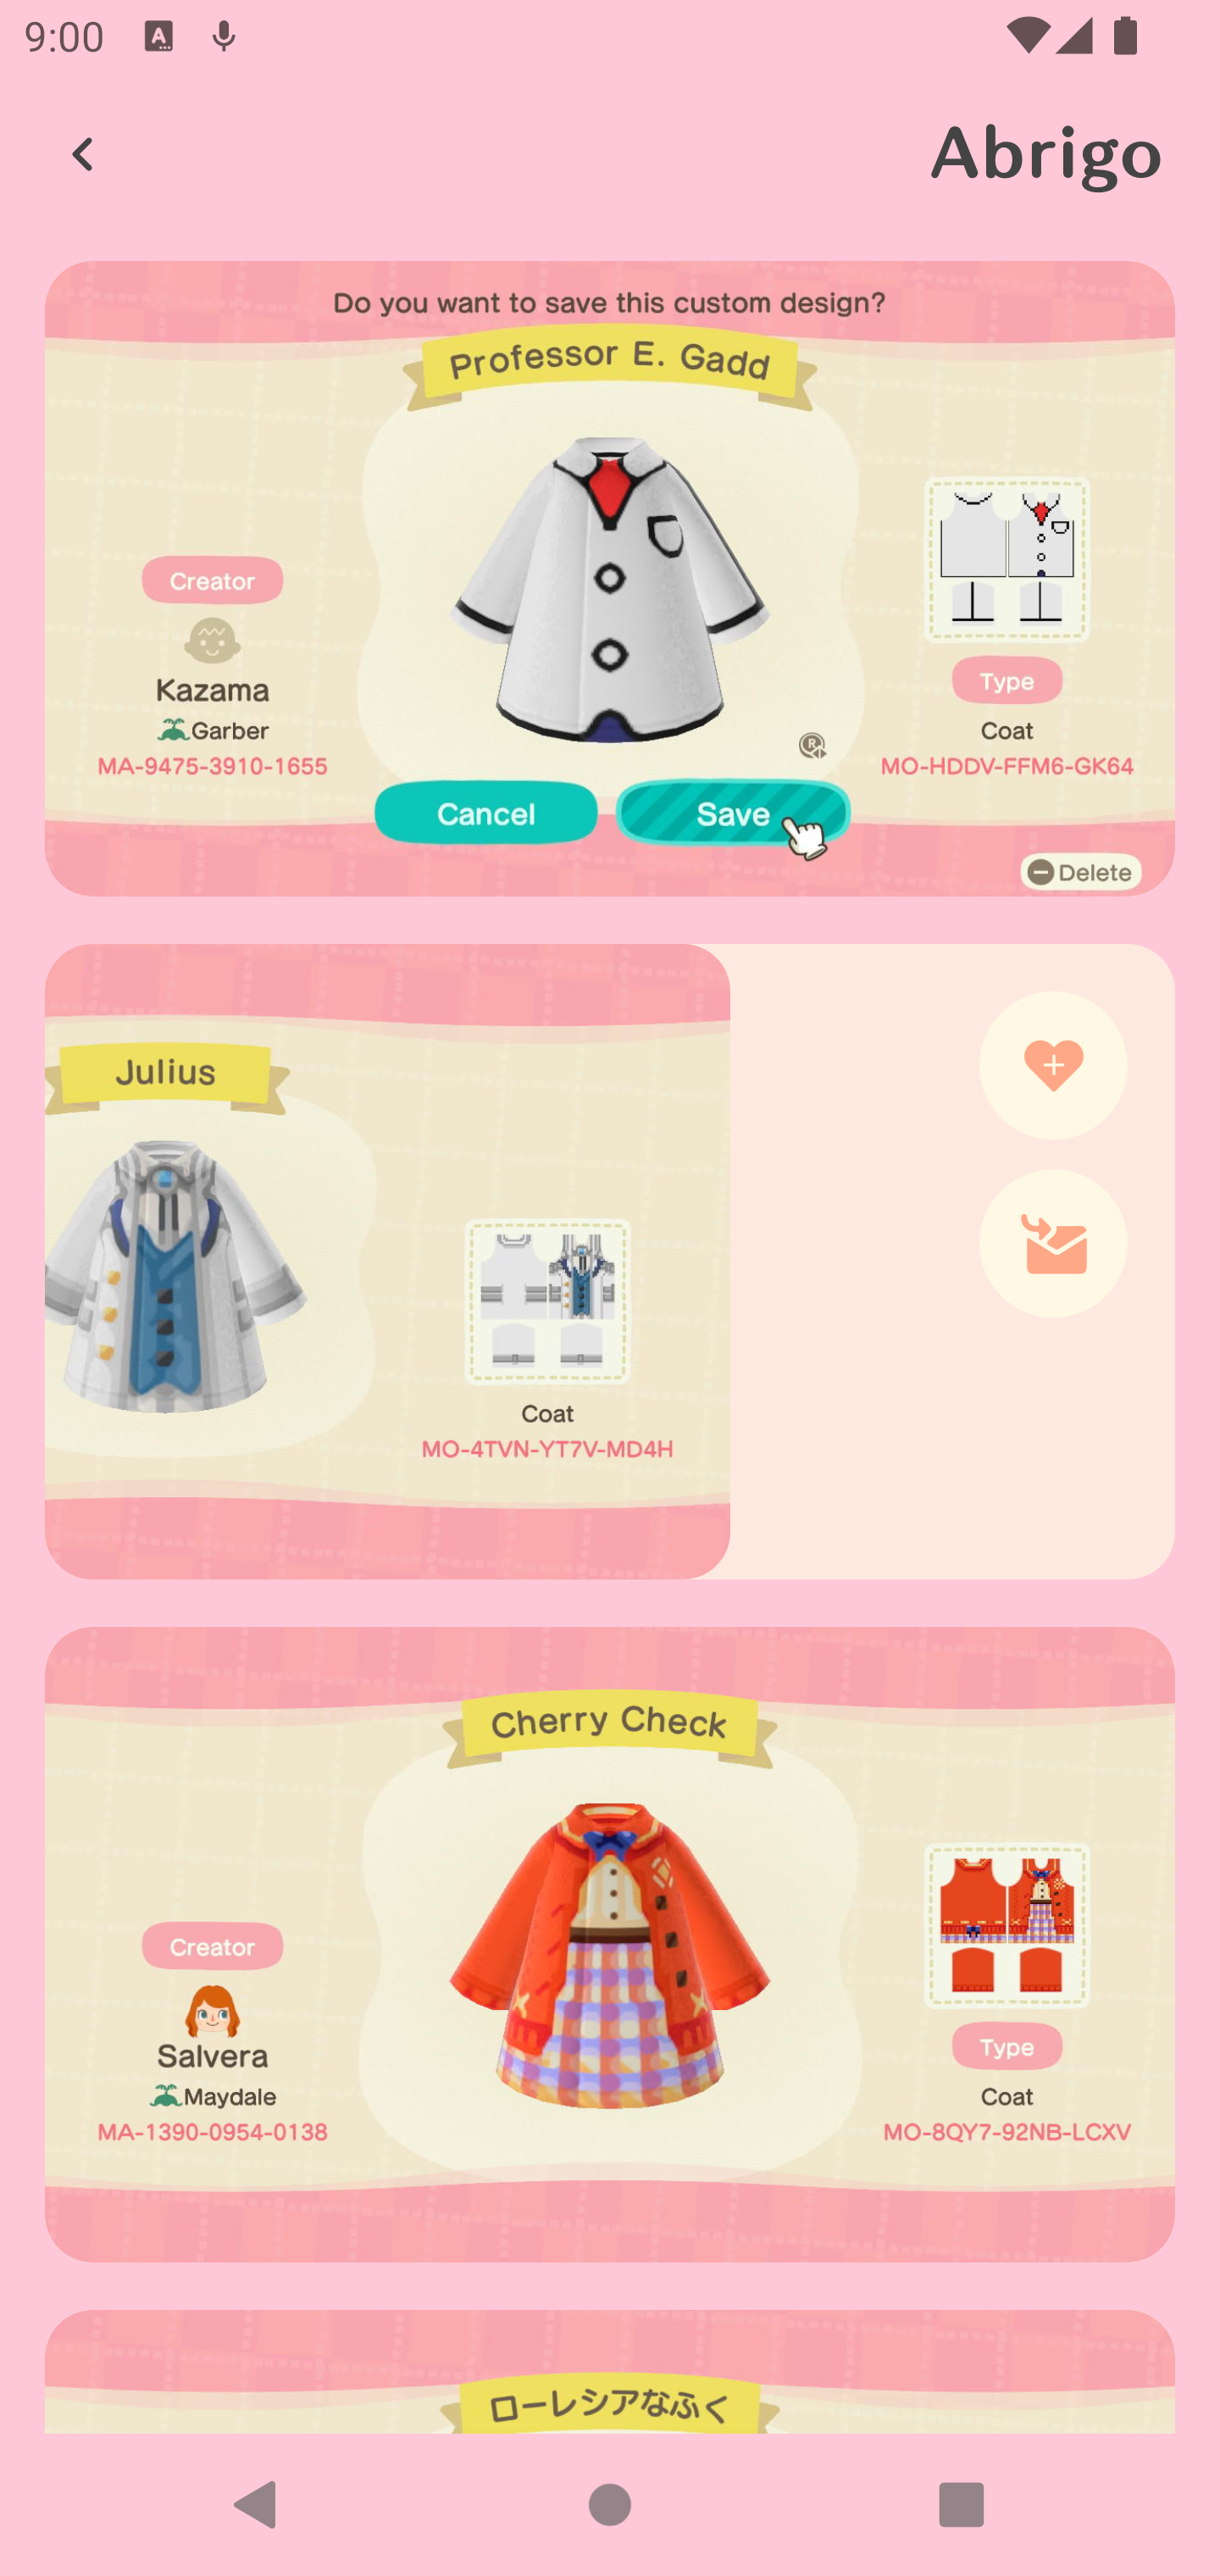 9:00
Abrigo
Do you want to save this custom design?
Professor E. Gadd
Creator
Kazama
Garber
MA-9475-3910-1655
Type
Coat
MO-HDDV-FFM6-GK64
Cancel
Save
Delete
Julius
Coat
MO-4TVN-YT7V-MD4H
Cherry Check
Creator
Salvera
Maydale
MA-1390-0954-0138
Type
Coat
MO-8QY7-92NB-LCXV
ローレシアなふく